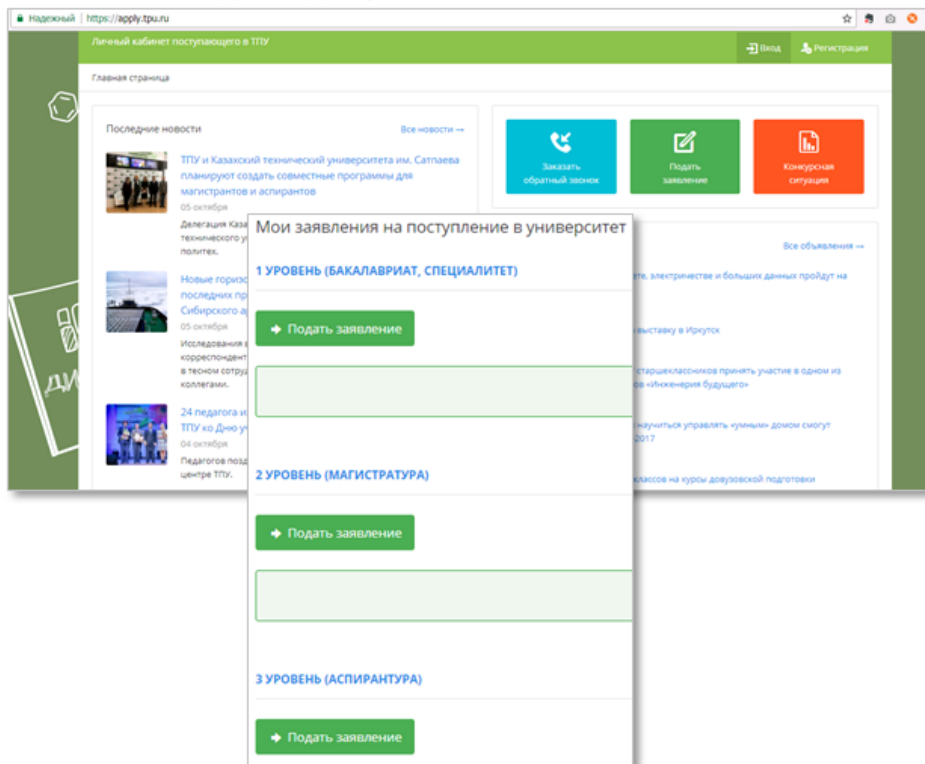 Надежный | https://apply.tpu.ru
Личный кабинет поступающего в ТПУ
Вход
Регистрация
Главная страница
Последние новости
Все новости →
ТПУ и Казахский технический университета им. Сатпаева
планируют создать совместные программы для
магистрантов и аспирантов
05 октября
Делегация Каза
технического у
политех.
Новые горизо
последних пр
Сибирского а
05 октября
Исследования в
корреспондент
в тесном сотруд
коллегами.
24 педагога и
ТПУ ко Дню у
04 октября
Педагогов позд
центре ТПУ.
Заказать
обратный звонок
Подать
заявление
Конкурсная
ситуация
Все объявления →
ете, электричестве и больших данных пройдут на
выставку в Иркутск
старшеклассников принять участие в одном из
ов «Инженерия будущего»
научиться управлять «умным» домом смогут
2017
классов на курсы довузовской подготовки
Мои заявления на поступление в университет
1 УРОВЕНЬ (БАКАЛАВРИАТ, СПЕЦИАЛИТЕТ)
Подать заявление
2 УРОВЕНЬ (МАГИСТРАТУРА)
Подать заявление
3 УРОВЕНЬ (АСПИРАНТУРА)
Подать заявление